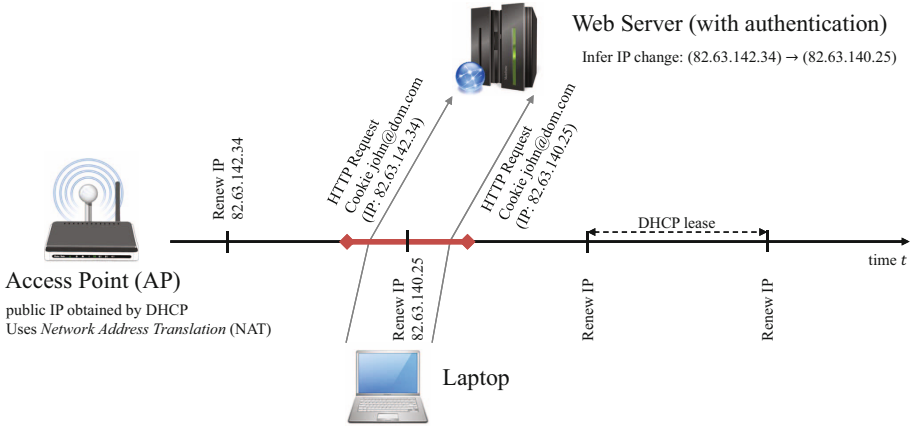 Web Server (with authentication)
Infer IP change: (82.63.142.34) → (82.63.140.25)
Renew IP
82.63.142.34
HTTP Request
Cookie john@dom.com
(IP: 82.63.142.34)
HTTP Request
Cookie john@dom.com
(IP: 82.63.140.25)
DHCP lease
time t
Access Point (AP)
public IP obtained by DHCP
Uses Network Address Translation (NAT)
Renew IP
82.63.140.25
Renew IP
Renew IP
Laptop